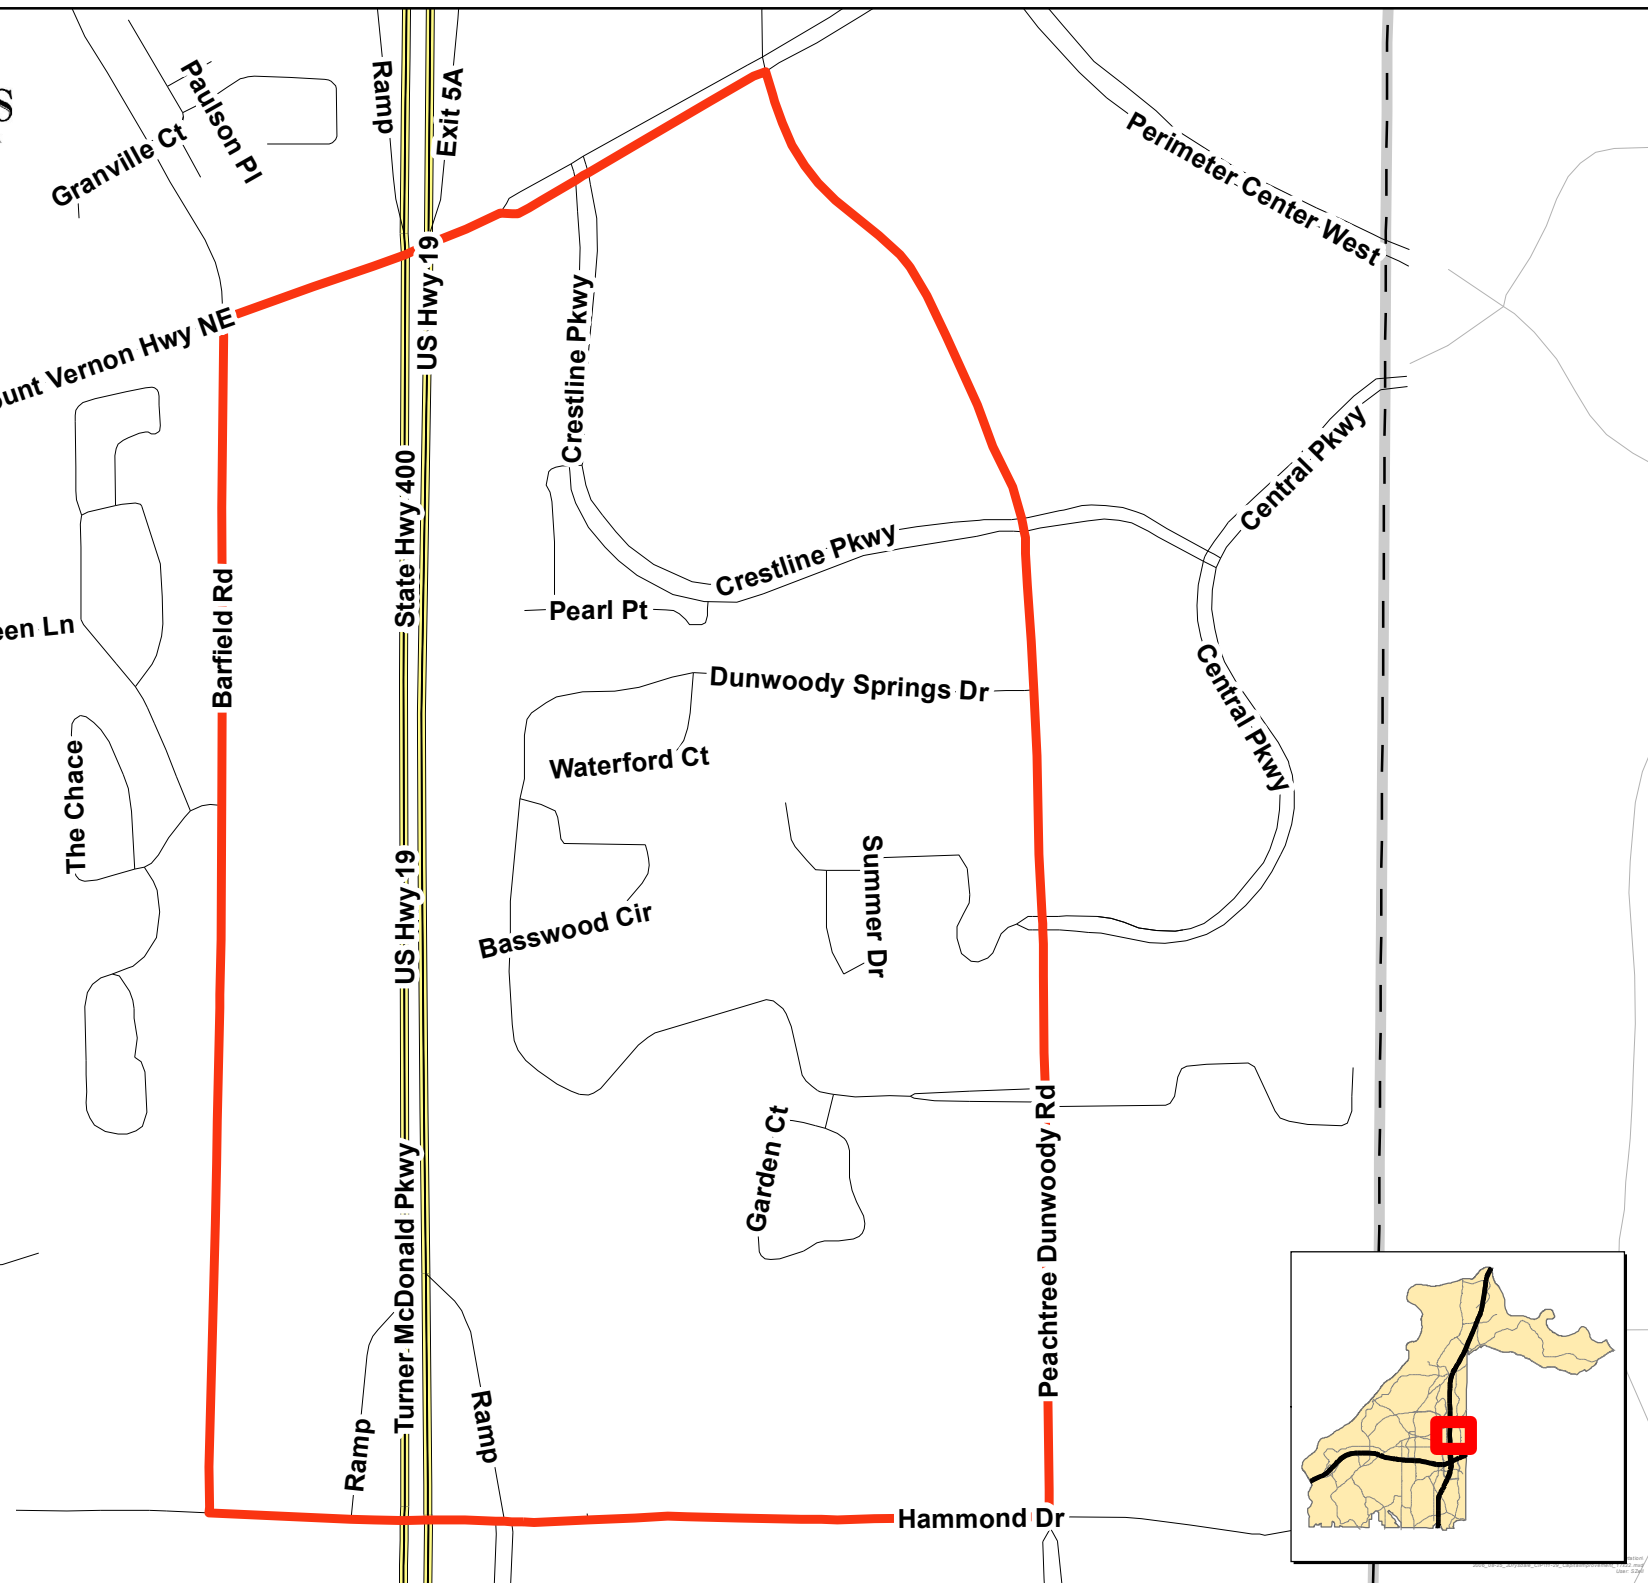 S
Ramp
Exit 5A
Paulson Pl
Granville Ct
Perimeter Center West
US Hwy 19
unt Vernon Hwy NE
Crestline Pkwy
Central Pkwy
State Hwy 400
Crestline Pkwy
Barfield Rd
Pearl Pt
een Ln
Central Pkwy
Dunwoody Springs Dr
Waterford Ct
The Chace
Summer Dr
US Hwy 19
Basswood Cir
Garden Ct
Peachtree Dunwoody Rd
Turner McDonald Pkwy
Ramp
Ramp
Hammond Dr